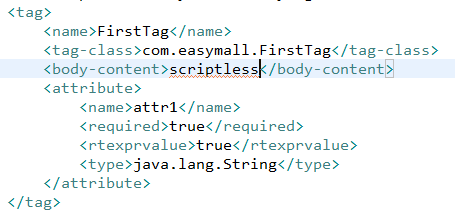 <tag>
<name>FirstTag</name>
<tag-class>com.easymall.FirstTag</tag-class>
<body-content>scriptless</body-content>
<attribute>
<name>attr1</name>
<required>true</required>
<rtexprvalue>true</rtexprvalue>
<type>java.lang.String</type>
</attribute>
</tag>